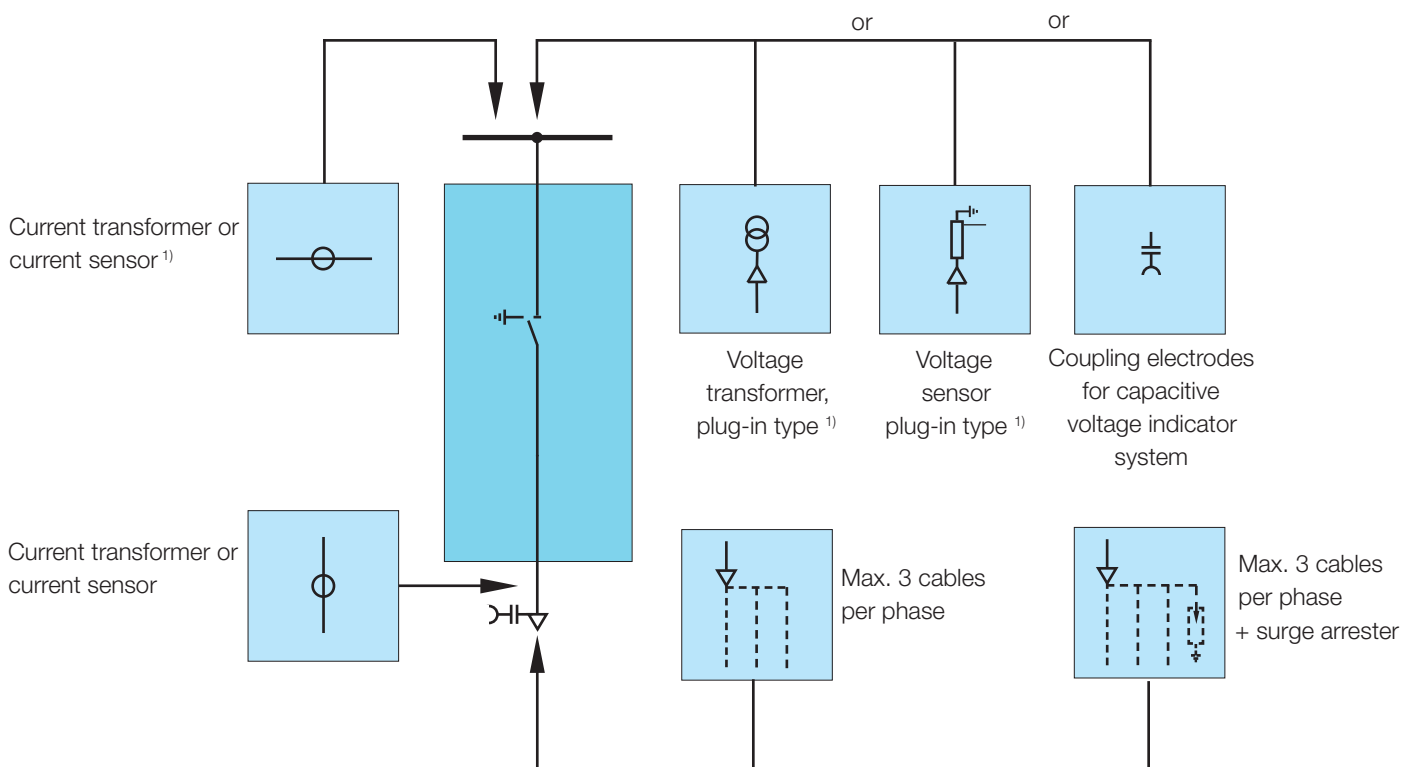 or
or
Current transformer or
current sensor 1)
Voltage
transformer,
plug-in type 1)
Voltage
sensor
plug-in type 1)
Coupling electrodes
for capacitive
voltage indicator
system
Current transformer or
current sensor
Max. 3 cables
per phase
Max. 3 cables
per phase
+ surge arrester